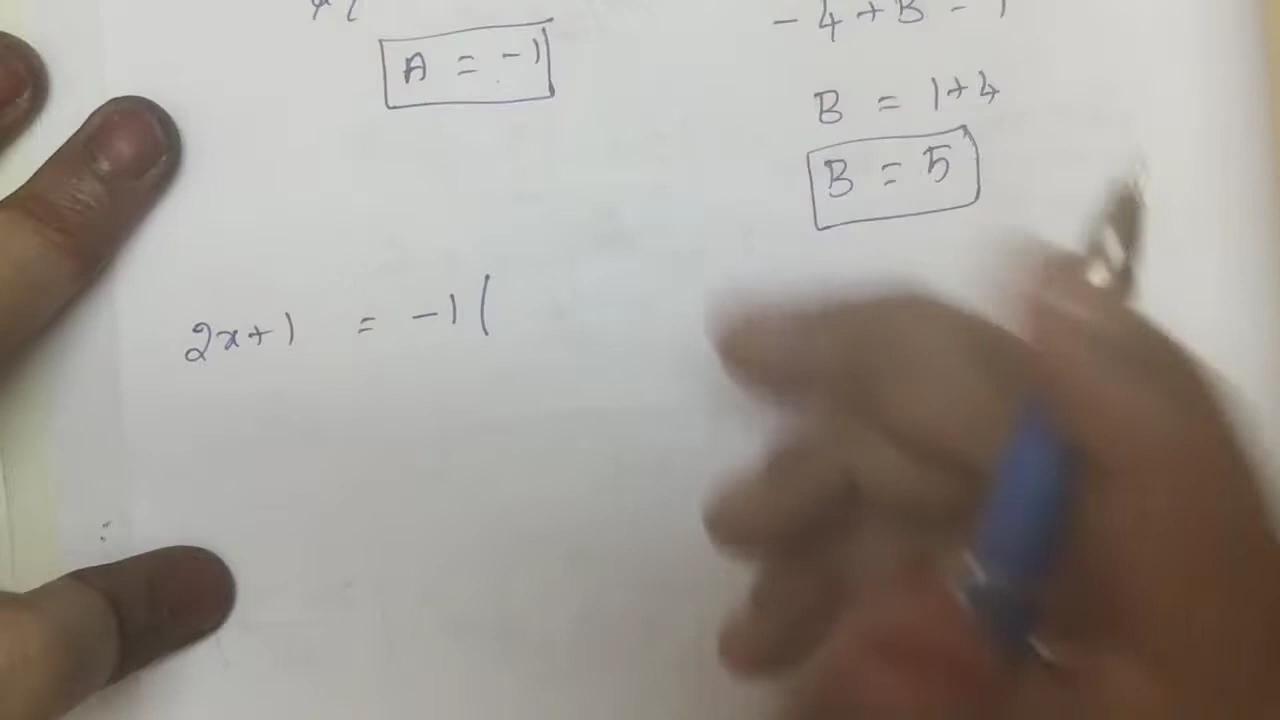 A = -1
- 4 + B = 1
B = 1+4
B = 5
2x+1 = -1(